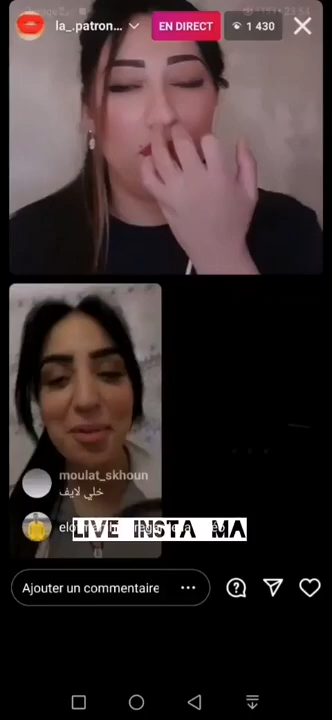 la_.patron...
EN DIRECT
1 430
moulat_skhoun
خلي لايف
LIVE INSTA MA
Ajouter un commentaire